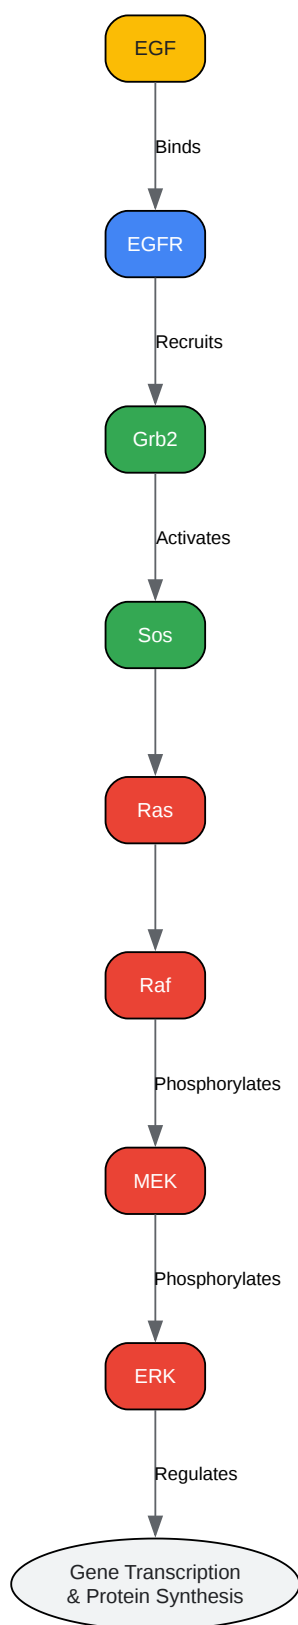 EGF
Binds
EGFR
Recruits
Grb2
Activates
Sos
Ras
Raf
Phosphorylates
MEK
Phosphorylates
ERK
Regulates
Gene Transcription
& Protein Synthesis